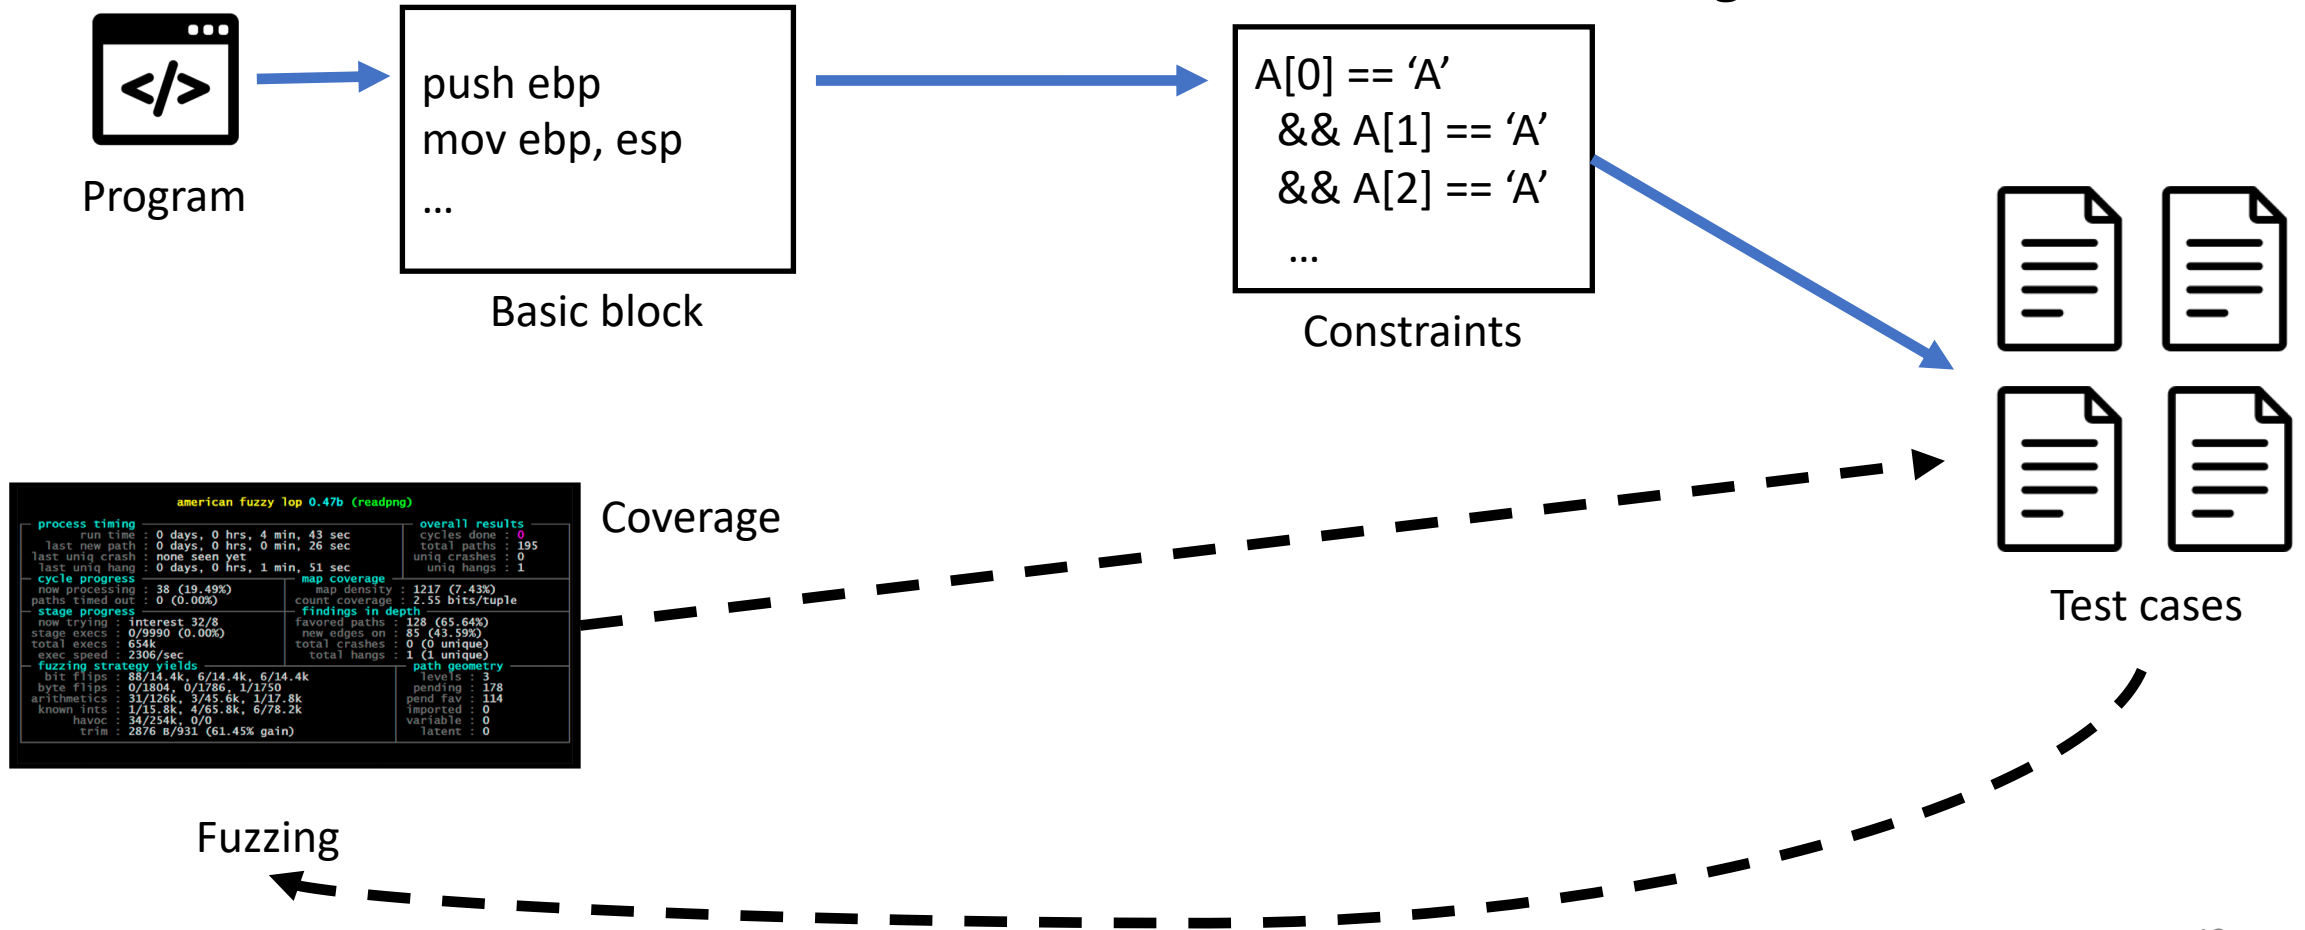 </>
Program
push ebp
mov ebp, esp
...
Basic block
A[0] == ‘A’
&& A[1] == ‘A’
&& A[2] == ‘A’
...
Constraints
Test cases
Coverage
american fuzzy lop 0.47b (readpng)
process timing
run time : 0 days, 0 hrs, 4 min, 43 sec
last new path : 0 days, 0 hrs, 0 min, 26 sec
last uniq crash : none seen yet
last uniq hang : 0 days, 0 hrs, 1 min, 51 sec
overall results
cycles done : 0
total paths : 195
uniq crashes : 0
uniq hangs : 1
cycle progress
now processing : 38 (19.49%)
paths timed out : 0 (0.00%)
map coverage
map density : 1217 (7.43%)
count coverage : 2.55 bits/tuple
stage progress
now trying : interest 32/8
stage execs : 0/9990 (0.00%)
total execs : 654k
exec speed : 2306/sec
findings in depth
favored paths : 128 (65.64%)
new edges on : 85 (43.59%)
total crashes : 0 (0 unique)
total hangs : 1 (1 unique)
fuzzing strategy yields
bit flips : 88/14.4k, 6/14.4k, 6/14.4k
byte flips : 0/1804, 0/1786, 1/1750
arithmetics : 31/126k, 3/45.6k, 1/17.8k
known ints : 1/15.8k, 4/65.8k, 6/78.2k
havoc : 34/254k, 0/0
trim : 2876 B/931 (61.45% gain)
path geometry
levels : 3
pending : 178
pend fav : 114
imported : 0
variable : 0
latent : 0
Fuzzing